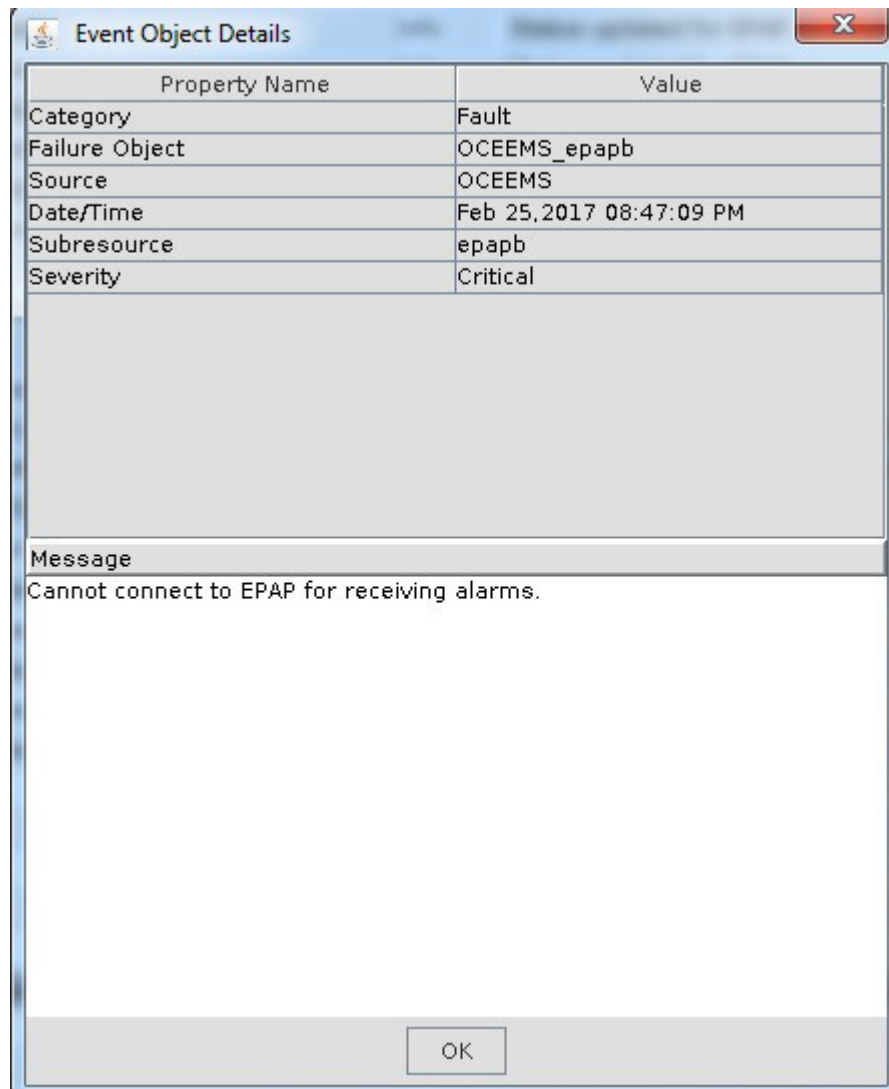 Event Object Details
Property Name Value
Category Fault
Failure Object OCEEMS_epapb
Source OCEEMS
Date/Time Feb 25,2017 08:47:09 PM
Subresource epapb
Severity Critical
Message
Cannot connect to EPAP for receiving alarms.
OK